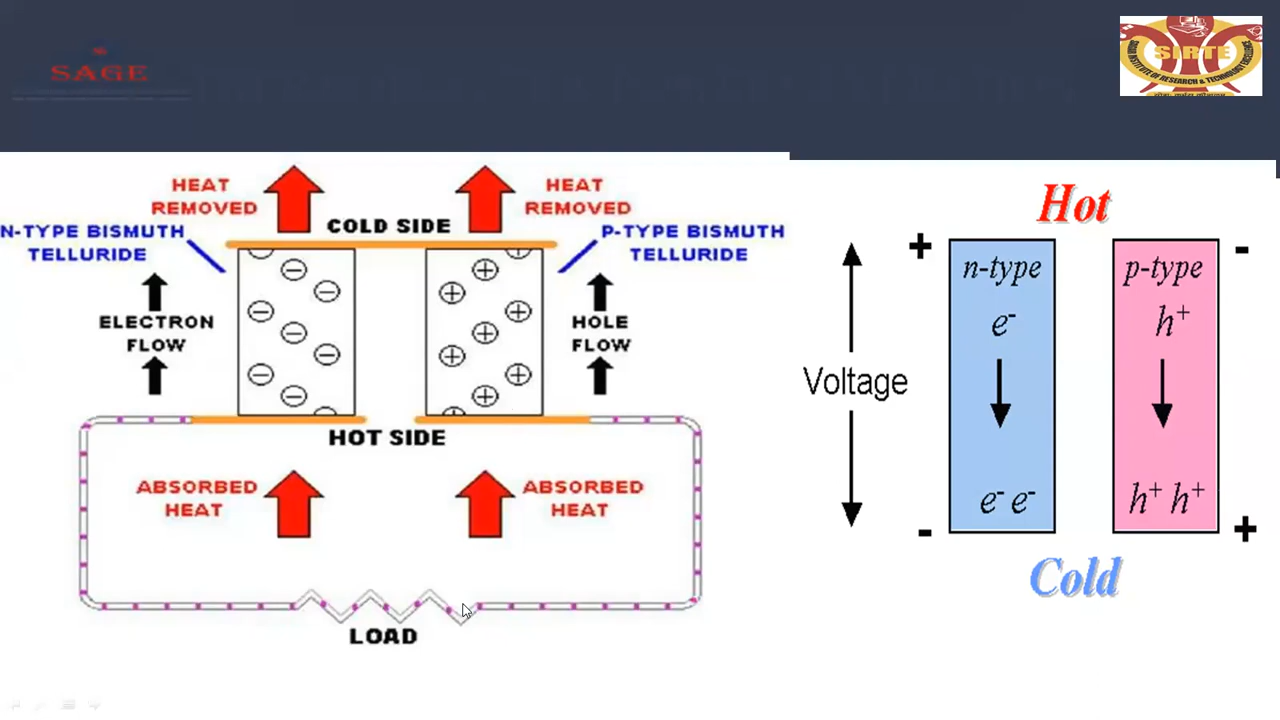 SAGE
SIRTE
HEAT
REMOVED
HEAT
REMOVED
COLD SIDE
N-TYPE BISMUTH
TELLURIDE
P-TYPE BISMUTH
TELLURIDE
ELECTRON
FLOW
HOLE
FLOW
HOT SIDE
ABSORBED
HEAT
ABSORBED
HEAT
LOAD
Hot
+ n-type p-type -
e- h+
Voltage
e- e- h+ h+
- +
Cold